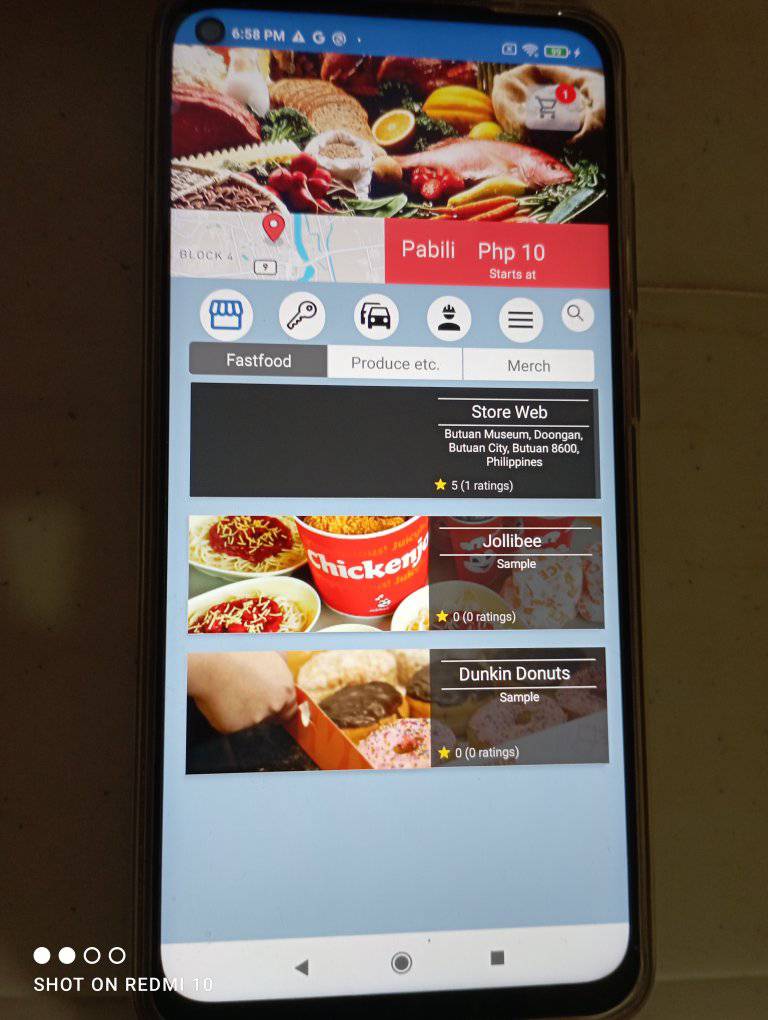 6:58 PM
99
1
BLOCK 4
9
Pabili Php 10
Starts at
Fastfood Produce etc. Merch
Store Web
Butuan Museum, Doongan,
Butuan City, Butuan 8600,
Philippines
5 (1 ratings)
Chickenjo
Jollibee
Sample
0 (0 ratings)
Dunkin Donuts
Sample
0 (0 ratings)
SHOT ON REDMI 10